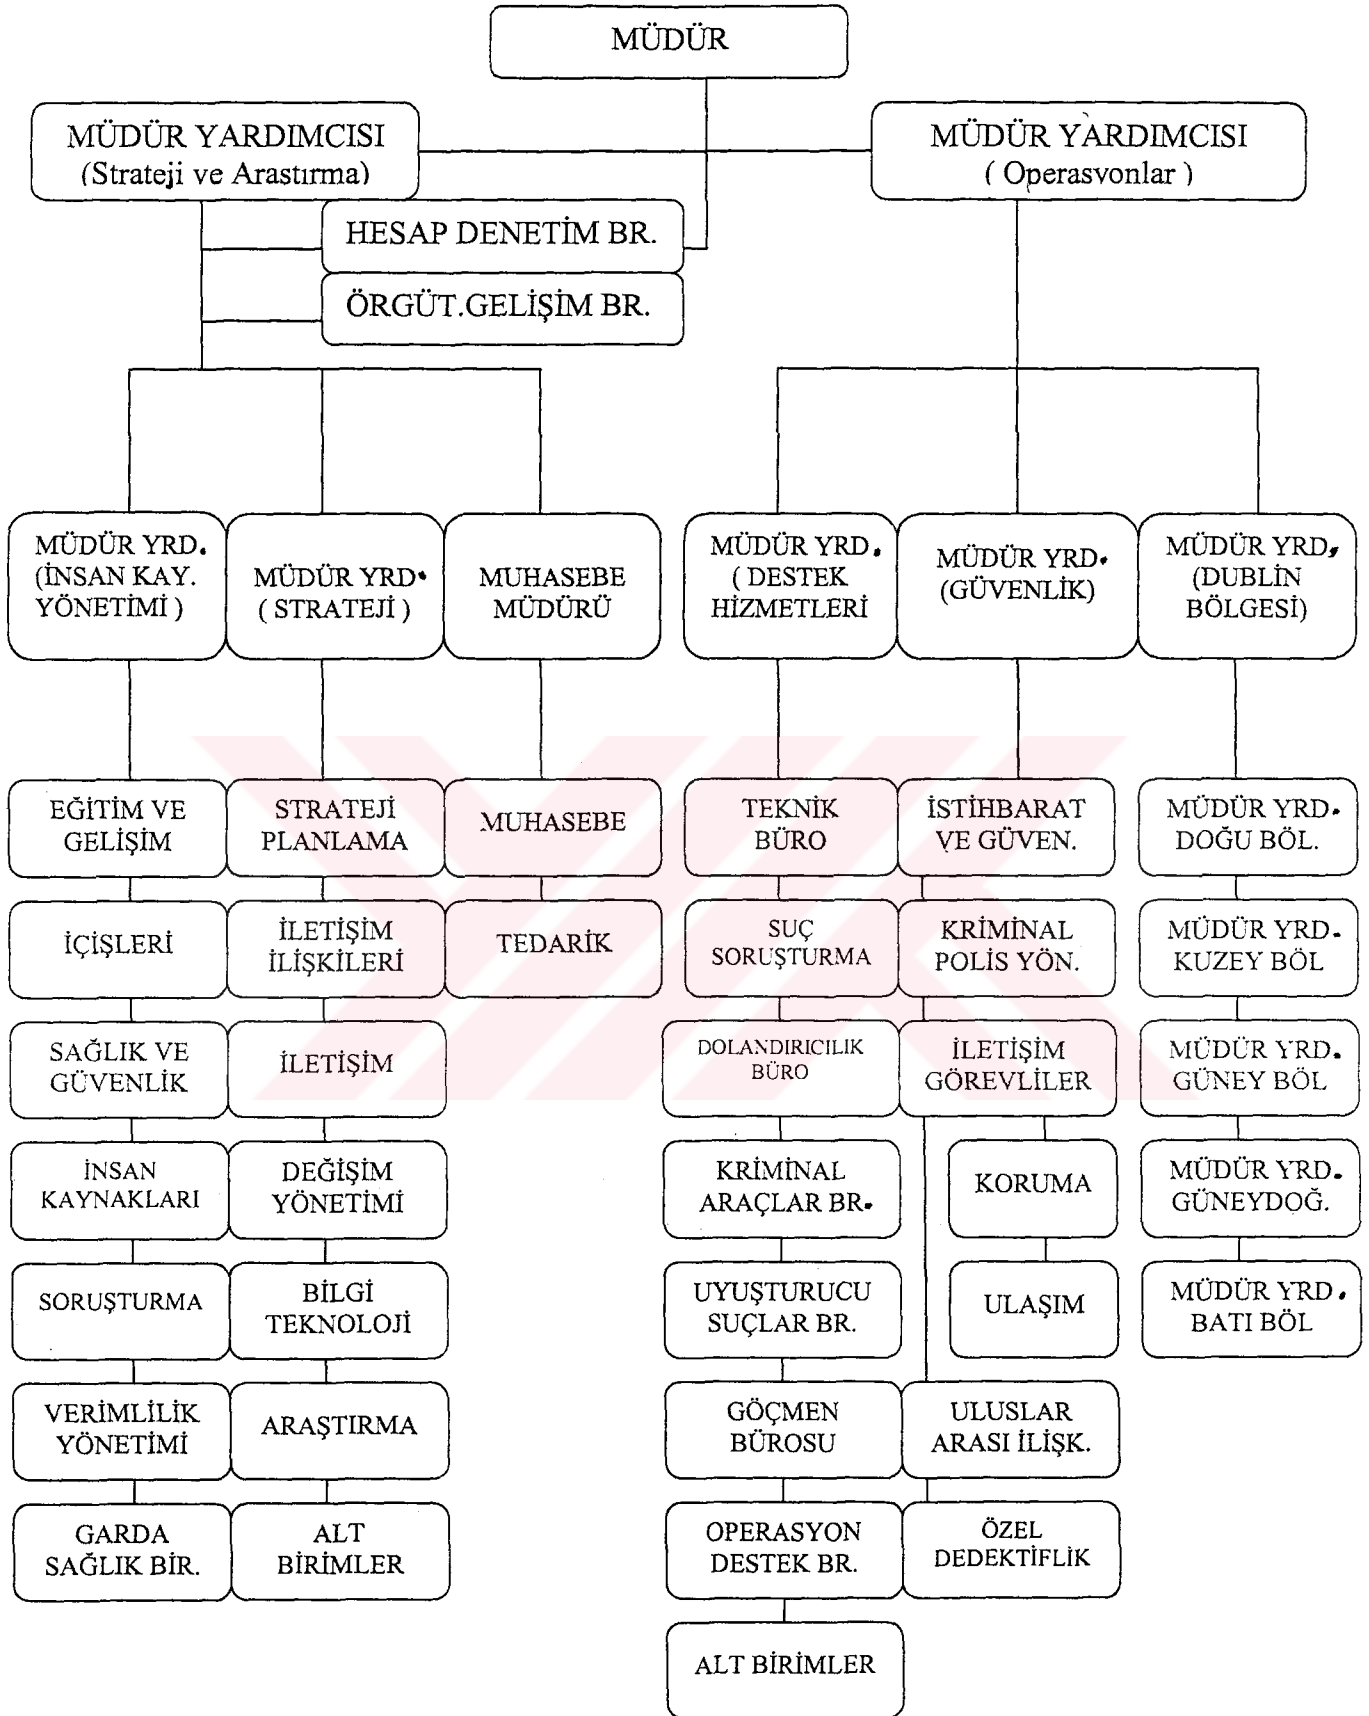 MÜDÜR
MÜDÜR YARDIMCISI
(Strateji ve Arastırma)
MÜDÜR YARDIMCISI
( Operasvonlar )
HESAP DENETİM BR.
ÖRGÜT.GELİŞİM BR.
MÜDÜR YRD.
(İNSAN KAY.
YÖNETİMİ )
MÜDÜR YRD.
( STRATEJİ )
MUHASEBE
MÜDÜRÜ
MÜDÜR YRD.
( DESTEK
HİZMETLERİ
MÜDÜR YRD.
(GÜVENLİK)
MÜDÜR YRD,
(DUBLİN
BÖLGESİ)
EĞİTİM VE
GELİŞİM
İÇİŞLERİ
SAĞLIK VE
GÜVENLİK
İNSAN
KAYNAKLARI
SORUŞTURMA
VERİMLİLİK
YÖNETİMİ
GARDA
SAĞLIK BİR.
STRATEJİ
PLANLAMA
İLETİŞİM
İLİŞKİLERİ
İLETİŞİM
DEĞİŞİM
YÖNETİMİ
BİLGİ
TEKNOLOJİ
ARAŞTIRMA
ALT
BİRİMLER
MUHASEBE
TEDARİK
TEKNİK
BÜRO
SUÇ
SORUŞTURMA
DOLANDIRICILIK
BÜRO
KRİMİNAL
ARAÇLAR BR.
UYUŞTURUCU
SUÇLAR BR.
GÖÇMEN
BÜROSU
OPERASYON
DESTEK BR.
ALT BİRİMLER
İSTİHBARAT
VE GÜVEN.
KRİMİNAL
POLİS YÖN.
İLETİŞİM
GÖREVLİLER
KORUMA
ULAŞIM
ULUSLAR
ARASI İLİŞK.
ÖZEL
DEDEKTİFLİK
MÜDÜR YRD.
DOĞU BÖL.
MÜDÜR YRD.
KUZEY BÖL
MÜDÜR YRD.
GÜNEY BÖL
MÜDÜR YRD.
GÜNEYDOĞ.
MÜDÜR YRD.
BATI BÖL